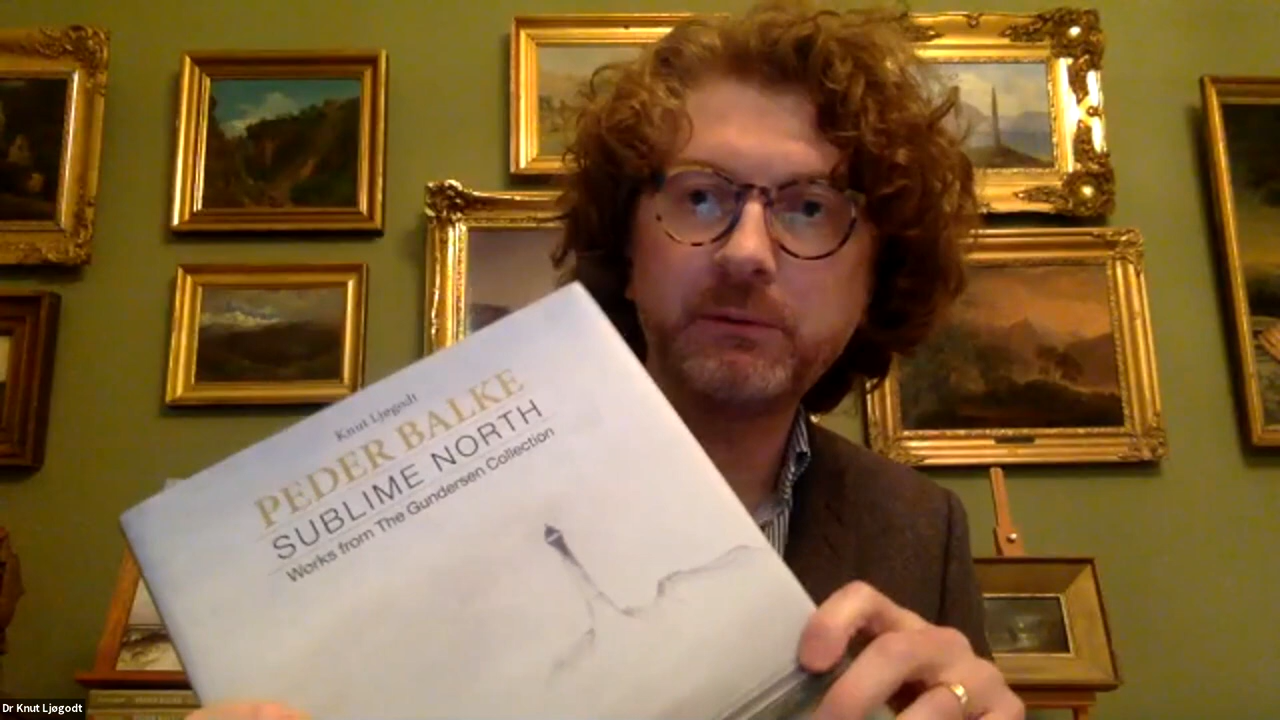 Knut Ljøgodt
PEDER BALKE
SUBLIME NORTH
Works from The Gundersen Collection
Dr Knut Ljøgodt